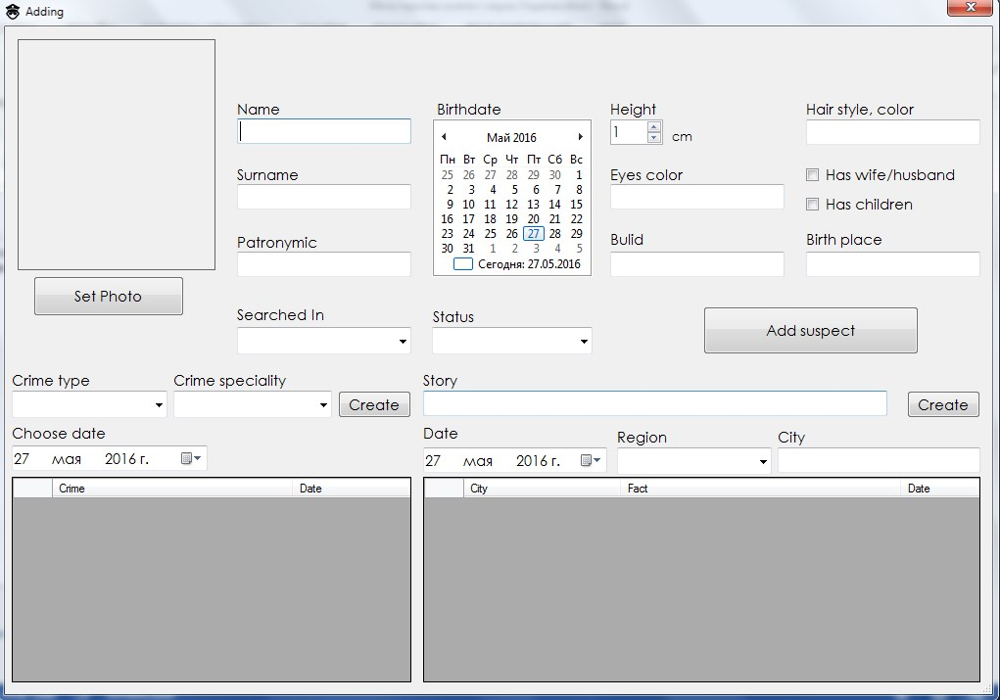 Adding
Name
Birthdate
Height
Hair style, color
Май 2016
1
cm
Пн Вт Ср Чт Пт Сб Вс
25 26 27 28 29 30 1
2 3 4 5 6 7 8
9 10 11 12 13 14 15
16 17 18 19 20 21 22
23 24 25 26 27 28 29
30 31 1 2 3 4 5
Сегодня: 27.05.2016
Surname
Eyes color
Has wife/husband
Has children
Patronymic
Bulid
Birth place
Set Photo
Searched In
Status
Add suspect
Crime type
Crime speciality
Create
Story
Create
Choose date
27 мая 2016 г.
Date
27 мая 2016 г.
Region
City
Crime Date
City Fact Date